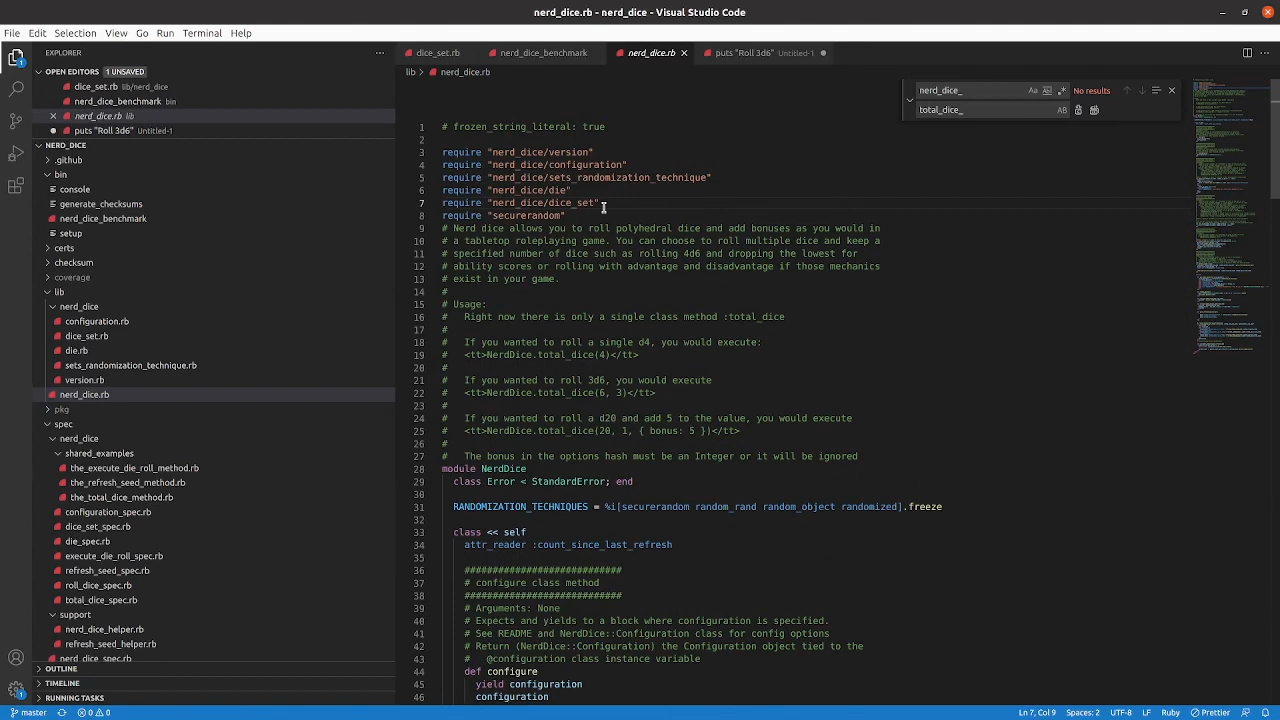 nerd_dice.rb - nerd_dice - Visual Studio Code
File Edit Selection View Go Run Terminal Help
EXPLORER
OPEN EDITORS 1 UNSAVED
dice_set.rb lib/nerd_dice
nerd_dice_benchmark bin
nerd_dice.rb lib
puts "Roll 3d6" Untitled-1
NERD_DICE
.github
bin
console
generate_checksums
nerd_dice_benchmark
setup
certs
checksum
coverage
lib
nerd_dice
configuration.rb
dice_set.rb
die.rb
sets_randomization_technique.rb
version.rb
nerd_dice.rb
pkg
spec
nerd_dice
shared_examples
the_execute_die_roll_method.rb
the_refresh_seed_method.rb
the_total_dice_method.rb
configuration_spec.rb
dice_set_spec.rb
die_spec.rb
execute_die_roll_spec.rb
refresh_seed_spec.rb
roll_dice_spec.rb
total_dice_spec.rb
support
nerd_dice_helper.rb
refresh_seed_helper.rb
nerd_dice_spec.rb
OUTLINE
TIMELINE
RUNNING TASKS
dice_set.rb nerd_dice_benchmark nerd_dice.rb puts "Roll 3d6" Untitled-1
lib > nerd_dice.rb
nerd_dice_ Aa Ab .* No results
total_dice_ AB
1 # frozen_string_literal: true
2
3 require "nerd_dice/version"
4 require "nerd_dice/configuration"
5 require "nerd_dice/sets_randomization_technique"
6 require "nerd_dice/die"
7 require "nerd_dice/dice_set"
8 require "securerandom"
9 # Nerd dice allows you to roll polyhedral dice and add bonuses as you would in
10 # a tabletop roleplaying game. You can choose to roll multiple dice and keep a
11 # specified number of dice such as rolling 4d6 and dropping the lowest for
12 # ability scores or rolling with advantage and disadvantage if those mechanics
13 # exist in your game.
14 #
15 # Usage:
16 # Right now there is only a single class method :total_dice
17 #
18 # If you wanted to roll a single d4, you would execute:
19 # <tt>NerdDice.total_dice(4)</tt>
20 #
21 # If you wanted to roll 3d6, you would execute
22 # <tt>NerdDice.total_dice(6, 3)</tt>
23 #
24 # If you wanted to roll a d20 and add 5 to the value, you would execute
25 # <tt>NerdDice.total_dice(20, 1, { bonus: 5 })</tt>
26 #
27 # The bonus in the options hash must be an Integer or it will be ignored
28 module NerdDice
29 class Error < StandardError; end
30
31 RANDOMIZATION_TECHNIQUES = %i[securerandom random_rand random_object randomized].freeze
32
33 class << self
34 attr_reader :count_since_last_refresh
35
36 ############################
37 # configure class method
38 ############################
39 # Arguments: None
40 # Expects and yields to a block where configuration is specified.
41 # See README and NerdDice::Configuration class for config options
42 # Return (NerdDice::Configuration) the Configuration object tied to the
43 # @configuration class instance variable
44 def configure
45 yield configuration
46 configuration
master 0 0 Ln 7, Col 9 Spaces: 2 UTF-8 LF Ruby Prettier